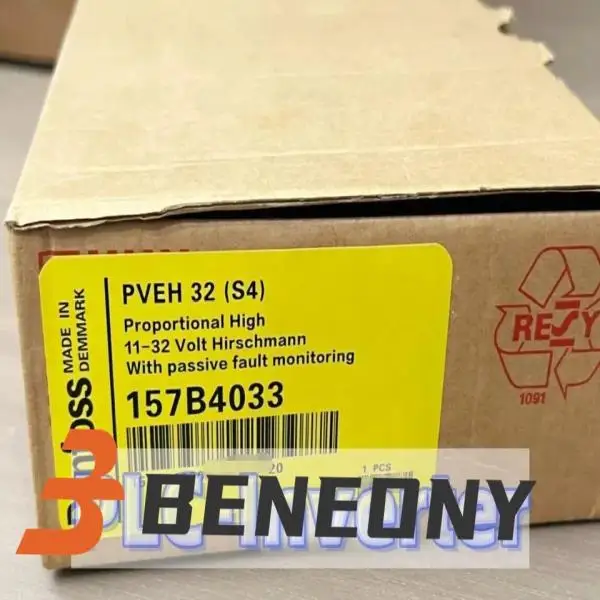 PVEH 32 (S4)
Proportional High
11-32 Volt Hirschmann
With passive fault monitoring
157B4033
MADE IN
DEMMARK
20
1 PCS
RESY
1091
BENEONY